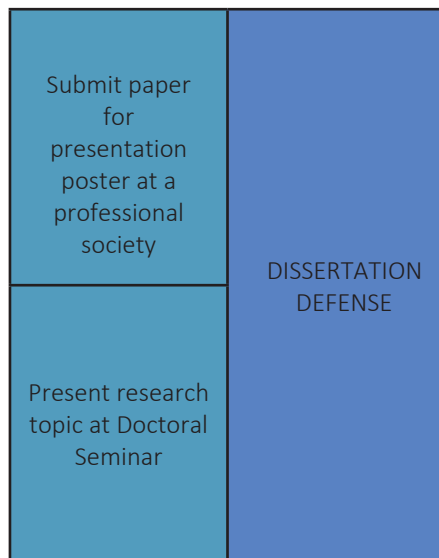 Submit paper
for
presentation
poster at a
professional
society
DISSERTATION
DEFENSE
Present research
topic at Doctoral
Seminar